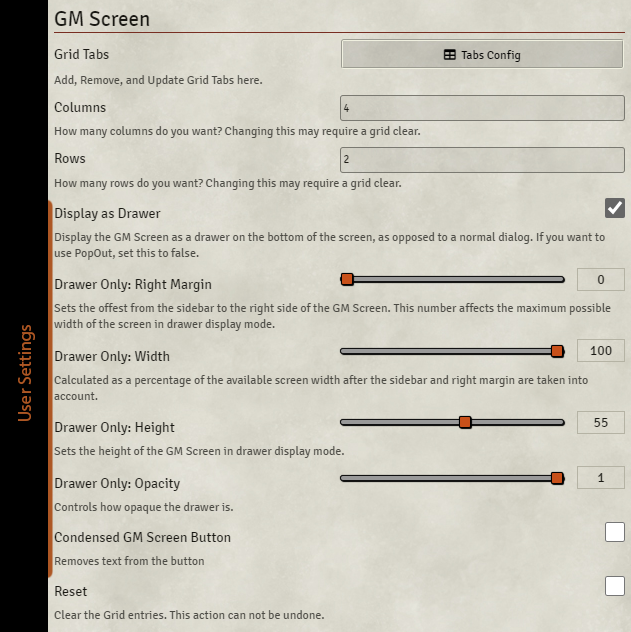 GM Screen
Grid Tabs
Tabs Config
Add, Remove, and Update Grid Tabs here.
Columns
4
How many columns do you want? Changing this may require a grid clear.
Rows
2
How many rows do you want? Changing this may require a grid clear.
Display as Drawer
Display the GM Screen as a drawer on the bottom of the screen, as opposed to a normal dialog. If you want to
use PopOut, set this to false.
Drawer Only: Right Margin
0
Sets the offest from the sidebar to the right side of the GM Screen. This number affects the maximum possible
width of the screen in drawer display mode.
Drawer Only: Width
100
Calculated as a percentage of the available screen width after the sidebar and right margin are taken into
account.
Drawer Only: Height
55
Sets the height of the GM Screen in drawer display mode.
Drawer Only: Opacity
1
Controls how opaque the drawer is.
Condensed GM Screen Button
Removes text from the button
Reset
Clear the Grid entries. This action can not be undone.
User Settings